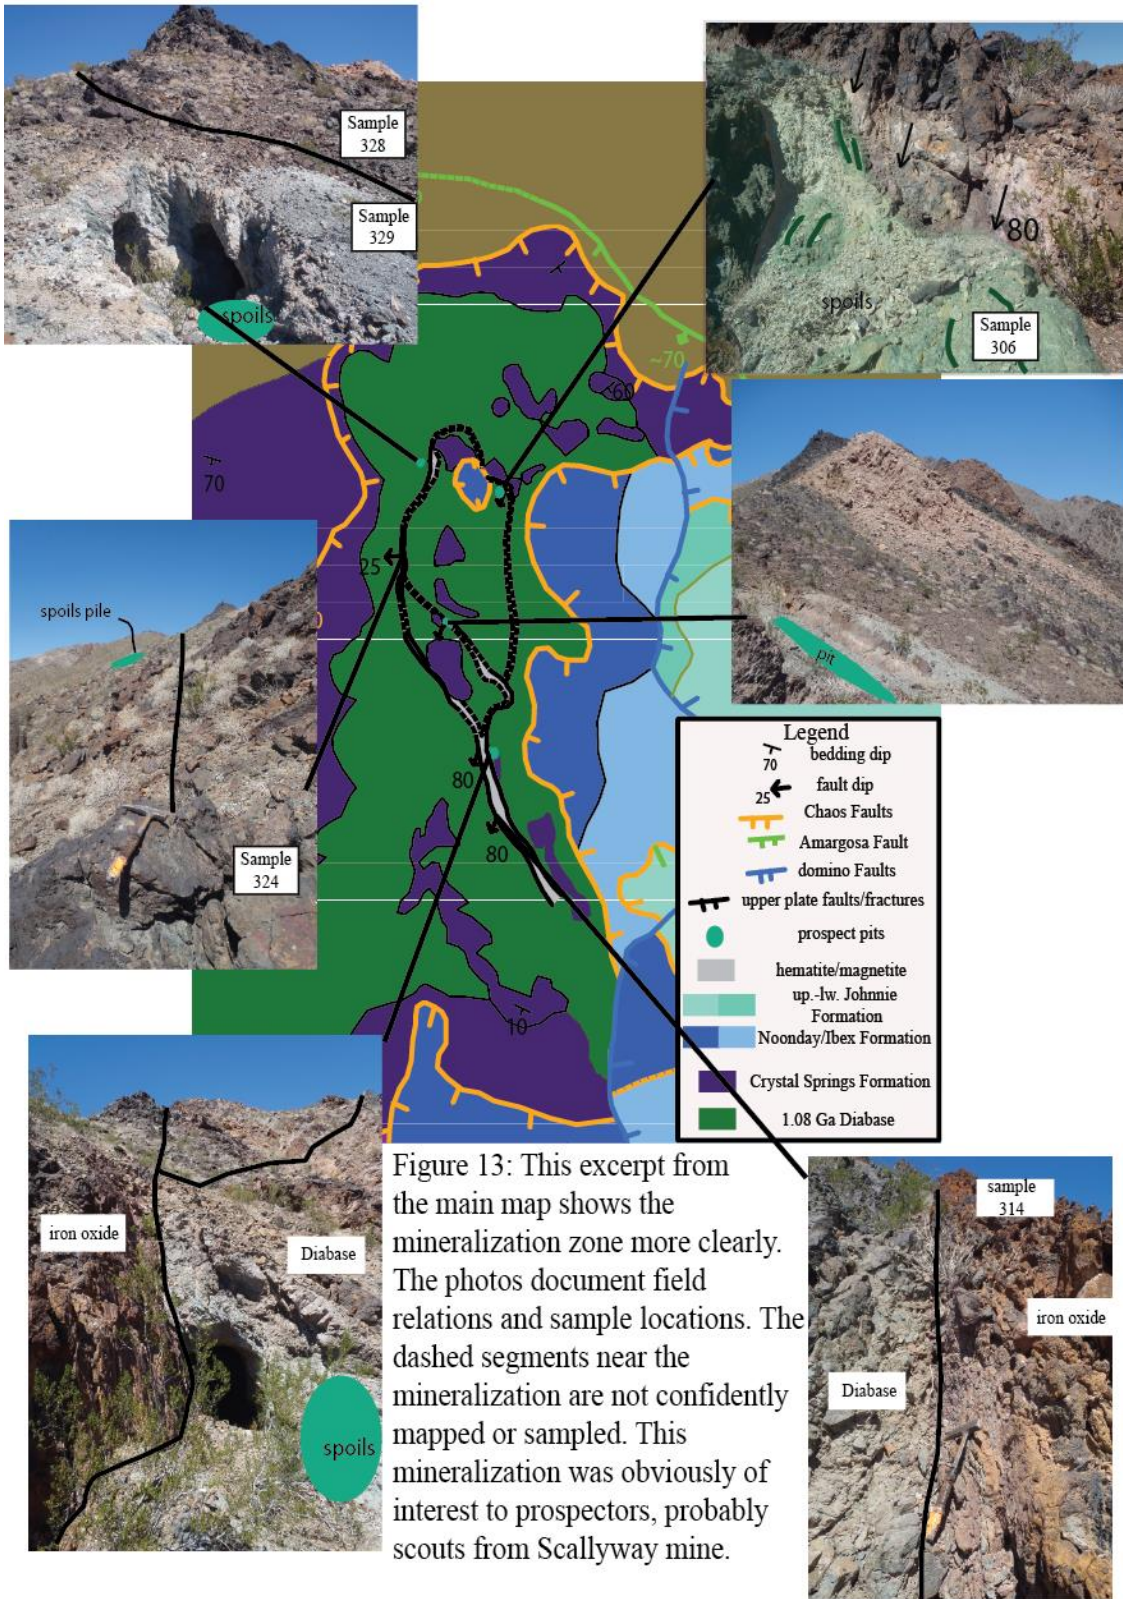 Sample
328
Sample
329
spoils
spoils
80
Sample
306
~70
60
70
25
spoils pile
Sample
324
pit
80
80
10
Legend
70
bedding dip
25
fault dip
Chaos Faults
Amargosa Fault
domino Faults
upper plate faults/fractures
prospect pits
hematite/magnetite
up.-lw. Johnnie
Formation
Noonday/Ibex Formation
Crystal Springs Formation
1.08 Ga Diabase
iron oxide
Diabase
spoils
Figure 13: This excerpt from
the main map shows the
mineralization zone more clearly.
The photos document field
relations and sample locations. The
dashed segments near the
mineralization are not confidently
mapped or sampled. This
mineralization was obviously of
interest to prospectors, probably
scouts from Scallyway mine.
sample
314
iron oxide
Diabase